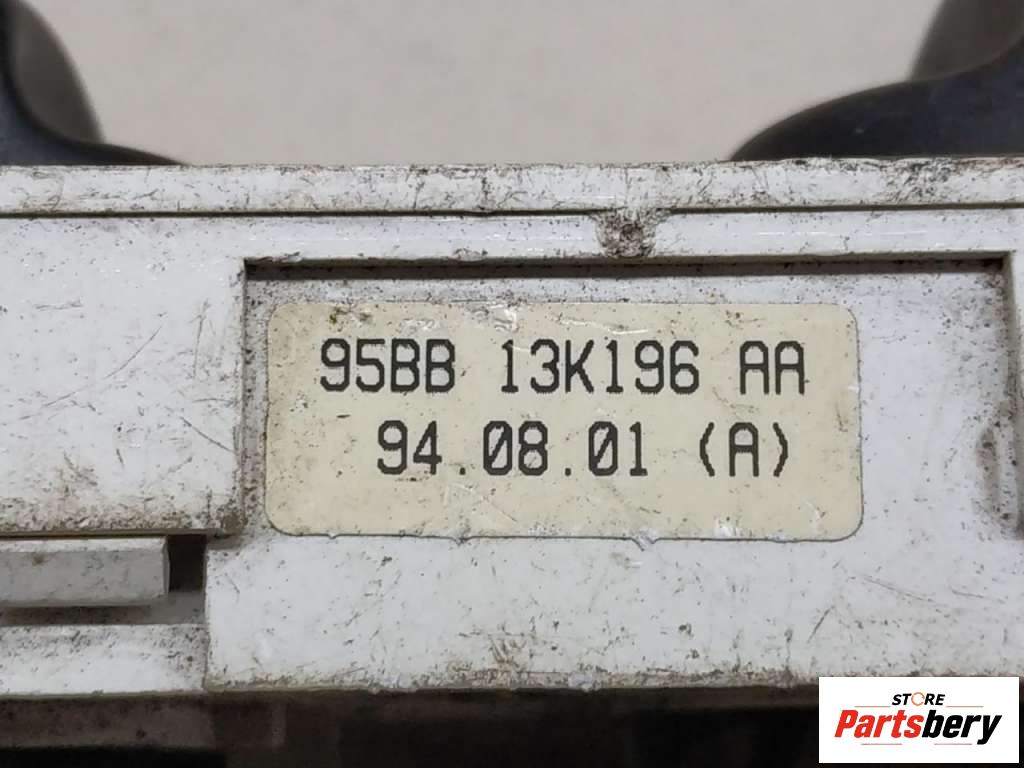 95BB 13K196 AA
94.08.01 (A)
STORE
Partsbery